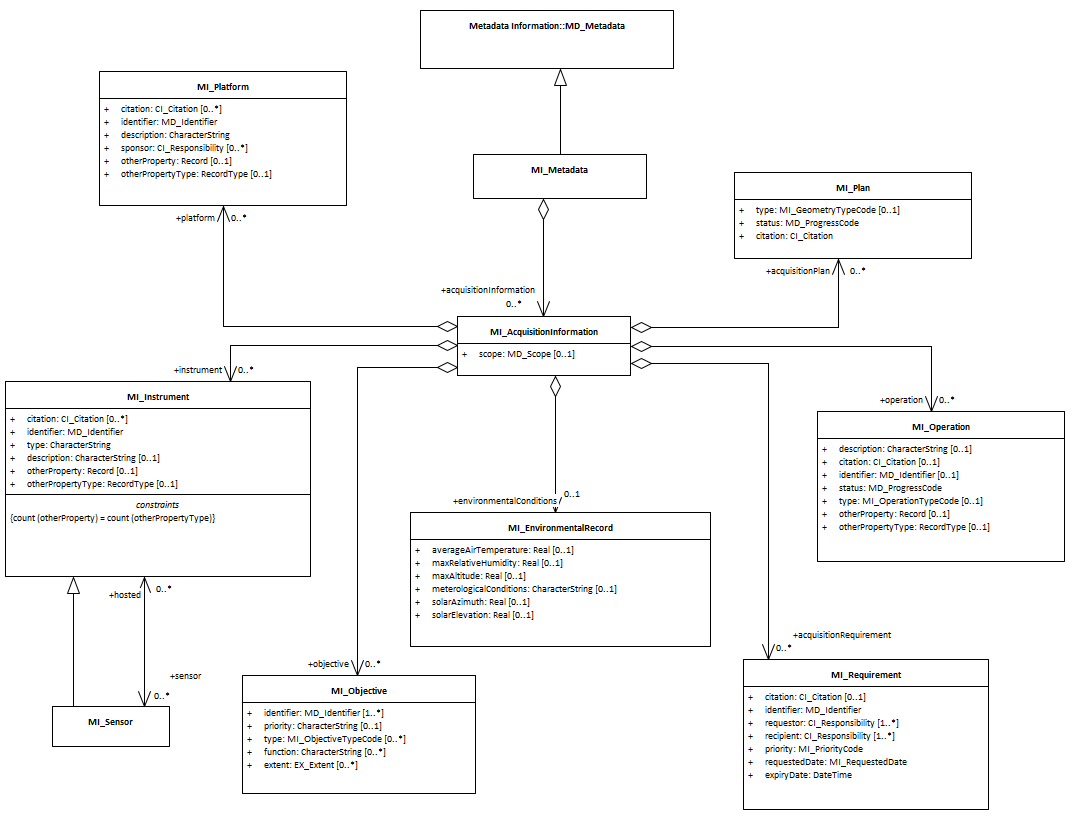 Metadata Information::MD_Metadata
MI_Platform
+ citation: CI_Citation [0..*]
+ identifier: MD_Identifier
+ description: CharacterString
+ sponsor: CI_Responsibility [0..*]
+ otherProperty: Record [0..1]
+ otherPropertyType: RecordType [0..1]
MI_Metadata
MI_Plan
+ type: MI_GeometryTypeCode [0..1]
+ status: MD_ProgressCode
+ citation: CI_Citation
+platform 0..*
+acquisitionPlan 0..*
+acquisitionInformation
0..*
MI_AcquisitionInformation
+ scope: MD_Scope [0..1]
+instrument 0..*
MI_Instrument
+ citation: CI_Citation [0..*]
+ identifier: MD_Identifier
+ type: CharacterString
+ description: CharacterString [0..1]
+ otherProperty: Record [0..1]
+ otherPropertyType: RecordType [0..1]
constraints
{count (otherProperty) = count (otherPropertyType)}
+operation 0..*
MI_Operation
+ description: CharacterString [0..1]
+ citation: CI_Citation [0..1]
+ identifier: MD_Identifier [0..1]
+ status: MD_ProgressCode
+ type: MI_OperationTypeCode [0..1]
+ otherProperty: Record [0..1]
+ otherPropertyType: RecordType [0..1]
+environmentalConditions 0..1
MI_EnvironmentalRecord
+ averageAirTemperature: Real [0..1]
+ maxRelativeHumidity: Real [0..1]
+ maxAltitude: Real [0..1]
+ meterologicalConditions: CharacterString [0..1]
+ solarAzimuth: Real [0..1]
+ solarElevation: Real [0..1]
+hosted 0..*
+sensor
0..*
MI_Sensor
+objective 0..*
MI_Objective
+ identifier: MD_Identifier [1..*]
+ priority: CharacterString [0..1]
+ type: MI_ObjectiveTypeCode [0..*]
+ function: CharacterString [0..*]
+ extent: EX_Extent [0..*]
+acquisitionRequirement
0..*
MI_Requirement
+ citation: CI_Citation [0..1]
+ identifier: MD_Identifier
+ requestor: CI_Responsibility [1..*]
+ recipient: CI_Responsibility [1..*]
+ priority: MI_PriorityCode
+ requestedDate: MI_RequestedDate
+ expiryDate: DateTime